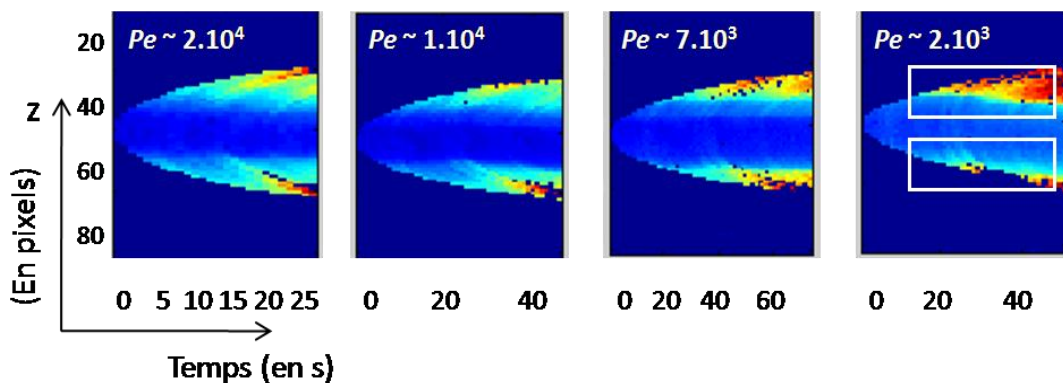 Pe ~ 2.10⁴
Pe ~ 1.10⁴
Pe ~ 7.10³
Pe ~ 2.10³
20
40
60
80
z
(En pixels)
0 5 10 15 20 25
0 20 40
0 20 40 60
0 20 40
Temps (en s)